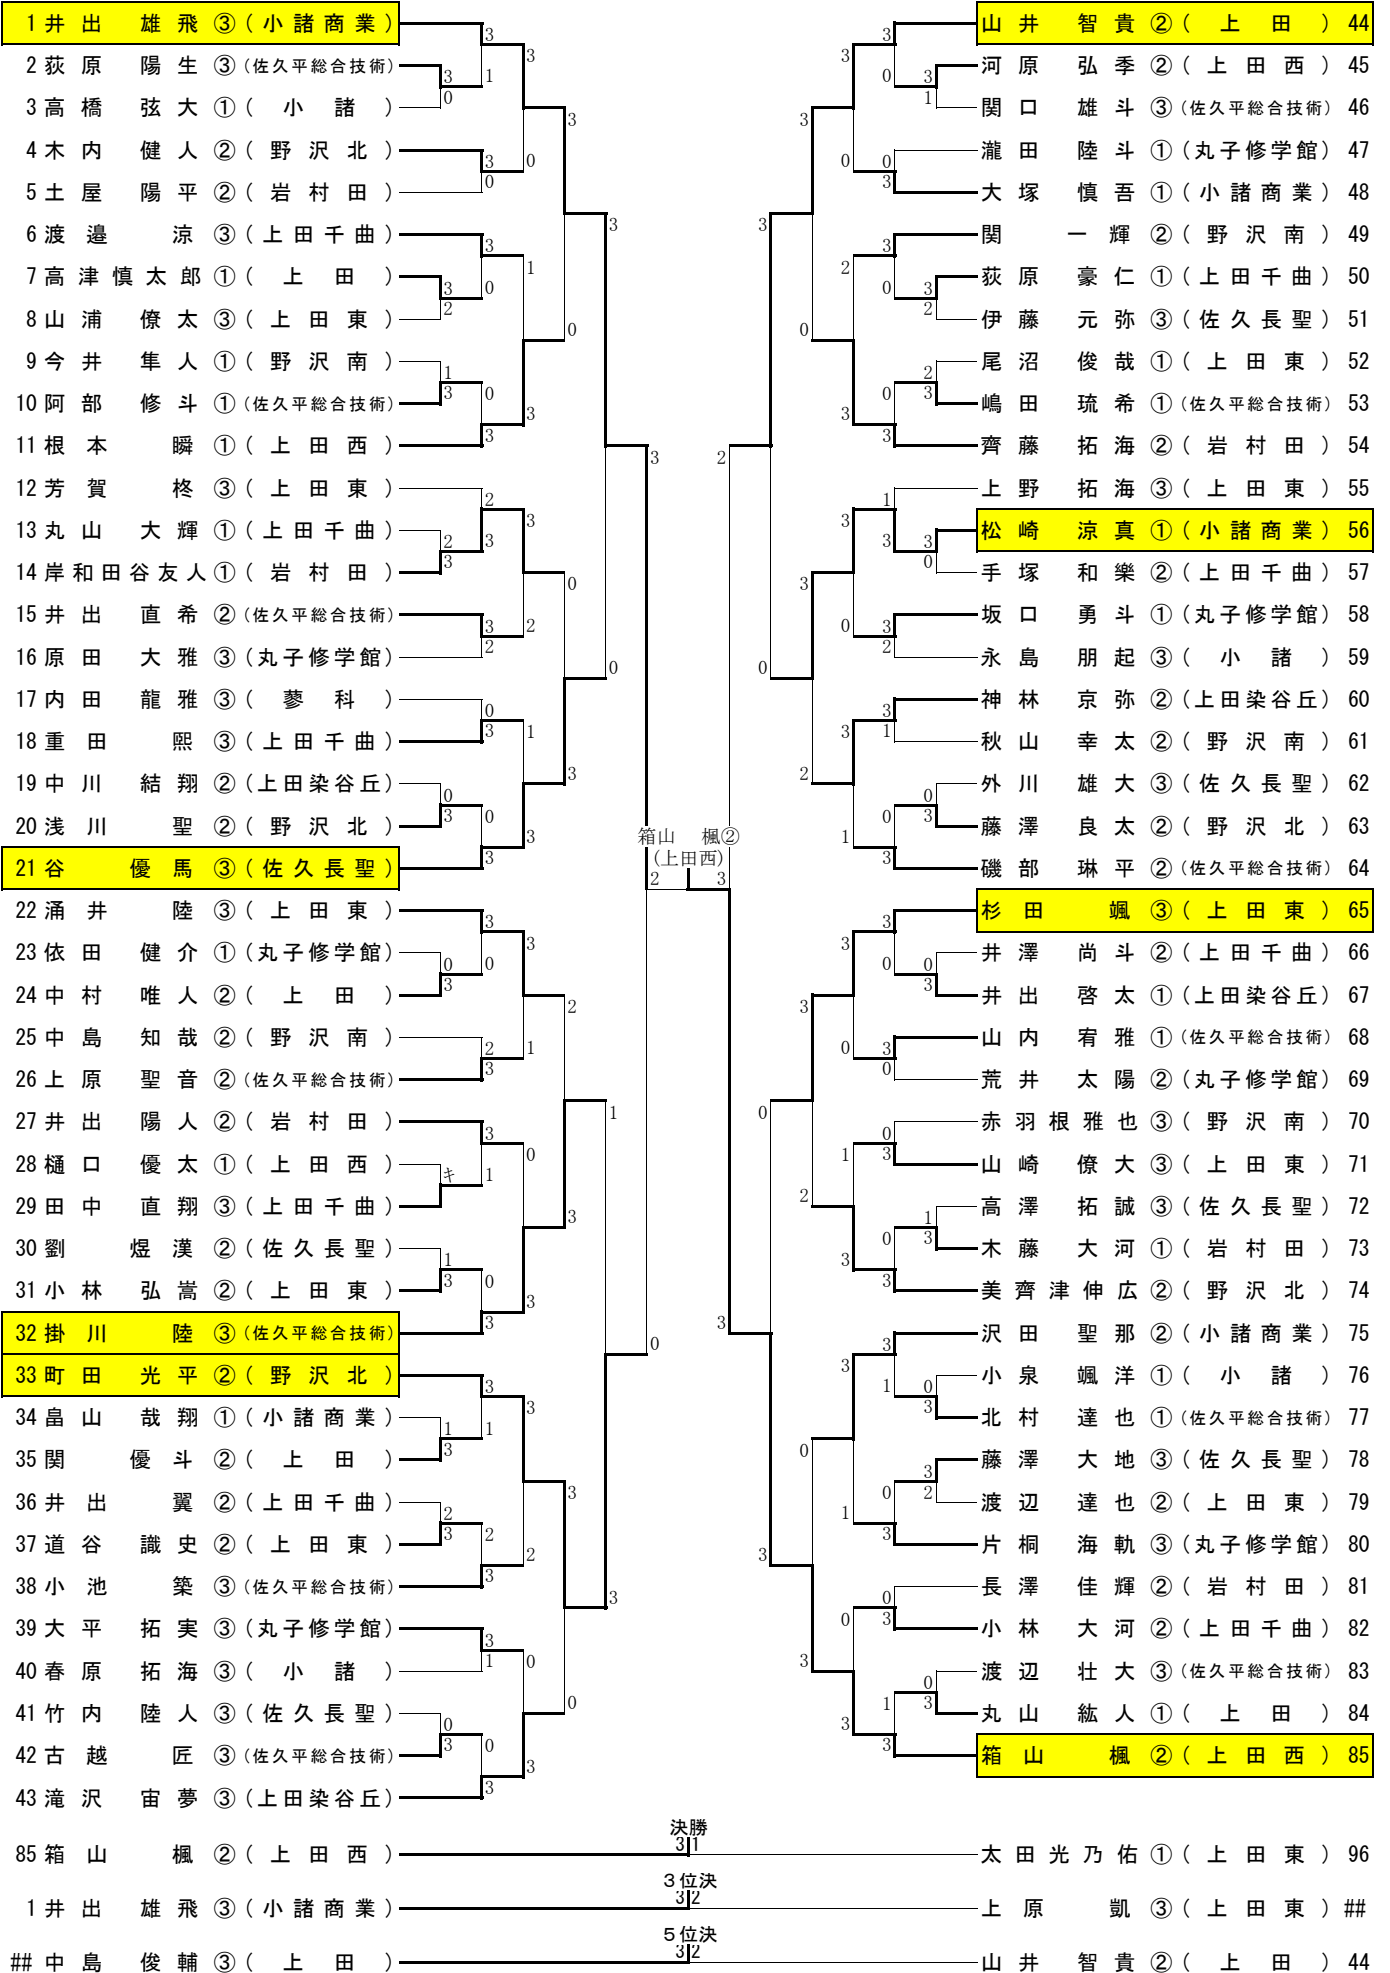 1 井出 雄飛 ③ (小諸商業)
2 荻原 陽生 ③ (佐久平総合技術)
3 高橋 弦大 ① (小諸)
4 木内 健人 ② (野沢北)
5 土屋 陽平 ② (岩村田)
6 渡邉 涼 ③ (上田千曲)
7 高津慎太郎 ① (上田)
8 山浦 僚太 ③ (上田東)
9 今井 隼人 ① (野沢南)
10 阿部 修斗 ① (佐久平総合技術)
11 根本 瞬 ① (上田西)
12 芳賀 柊 ③ (上田東)
13 丸山 大輝 ① (上田千曲)
14 岸和田谷友人 ① (岩村田)
15 井出 直希 ② (佐久平総合技術)
16 原田 大雅 ③ (丸子修学館)
17 内田 龍雅 ③ (蓼科)
18 重田 熙 ③ (上田千曲)
19 中川 結翔 ② (上田染谷丘)
20 浅川 聖 ② (野沢北)
21 谷 優馬 ③ (佐久長聖)
22 涌井 陸 ③ (上田東)
23 依田 健介 ① (丸子修学館)
24 中村 唯人 ② (上田)
25 中島 知哉 ② (野沢南)
26 上原 聖音 ② (佐久平総合技術)
27 井出 陽人 ② (岩村田)
28 樋口 優太 ① (上田西)
29 田中 直翔 ③ (上田千曲)
30 劉 煜漢 ② (佐久長聖)
31 小林 弘嵩 ② (上田東)
32 掛川 陸 ③ (佐久平総合技術)
33 町田 光平 ② (野沢北)
34 畠山 哉翔 ① (小諸商業)
35 関 優斗 ② (上田)
36 井出 翼 ② (上田千曲)
37 道谷 識史 ② (上田東)
38 小池 築 ③ (佐久平総合技術)
39 大平 拓実 ③ (丸子修学館)
40 春原 拓海 ③ (小諸)
41 竹内 陸人 ③ (佐久長聖)
42 古越 匠 ③ (佐久平総合技術)
43 滝沢 宙夢 ③ (上田染谷丘)
箱山 楓②
(上田西)
2 3
山井 智貴 ② (上田) 44
河原 弘季 ② (上田西) 45
関口 雄斗 ③ (佐久平総合技術) 46
瀧田 陸斗 ① (丸子修学館) 47
大塚 慎吾 ① (小諸商業) 48
関 一輝 ② (野沢南) 49
荻原 豪仁 ① (上田千曲) 50
伊藤 元弥 ③ (佐久長聖) 51
尾沼 俊哉 ① (上田東) 52
嶋田 琉希 ① (佐久平総合技術) 53
齊藤 拓海 ② (岩村田) 54
上野 拓海 ③ (上田東) 55
松崎 涼真 ① (小諸商業) 56
手塚 和樂 ② (上田千曲) 57
坂口 勇斗 ① (丸子修学館) 58
永島 朋起 ③ (小諸) 59
神林 京弥 ② (上田染谷丘) 60
秋山 幸太 ② (野沢南) 61
外川 雄大 ③ (佐久長聖) 62
藤澤 良太 ② (野沢北) 63
磯部 琳平 ② (佐久平総合技術) 64
杉田 颯 ③ (上田東) 65
井澤 尚斗 ② (上田千曲) 66
井出 啓太 ① (上田染谷丘) 67
山内 宥雅 ① (佐久平総合技術) 68
荒井 太陽 ② (丸子修学館) 69
赤羽根雅也 ③ (野沢南) 70
山崎 僚大 ③ (上田東) 71
高澤 拓誠 ③ (佐久長聖) 72
木藤 大河 ① (岩村田) 73
美齊津伸広 ② (野沢北) 74
沢田 聖那 ② (小諸商業) 75
小泉 颯洋 ① (小諸) 76
北村 達也 ① (佐久平総合技術) 77
藤澤 大地 ③ (佐久長聖) 78
渡辺 達也 ② (上田東) 79
片桐 海軌 ③ (丸子修学館) 80
長澤 佳輝 ② (岩村田) 81
小林 大河 ② (上田千曲) 82
渡辺 壮大 ③ (佐久平総合技術) 83
丸山 紘人 ① (上田) 84
箱山 楓 ② (上田西) 85
決勝
85 箱山 楓 ② (上田西) 3 1 太田光乃佑 ① (上田東) 96
3位決
1 井出 雄飛 ③ (小諸商業) 3 2 上原 凱 ③ (上田東) ##
5位決
## 中島 俊輔 ③ (上田) 3 2 山井 智貴 ② (上田) 44